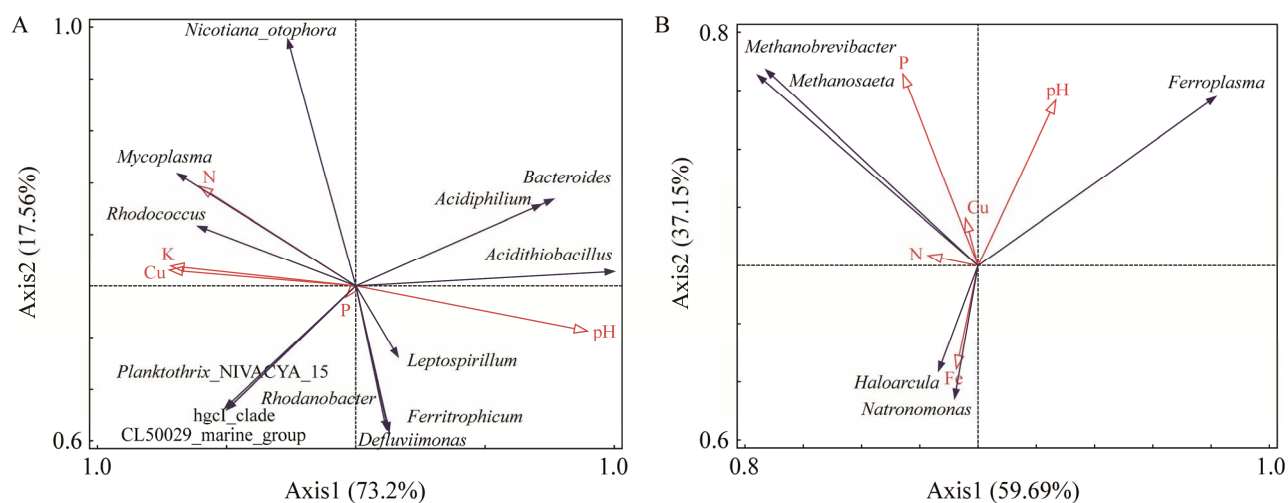 A
1.0
Nicotiana_otophora
Mycoplasma
N
Rhodococcus
K
Cu
Bacteroides
Acidiphilium
Acidithiobacillus
P
pH
Leptospirillum
Planktothrix_NIVACYA_15
Rhodanobacter
hgcI_clade
Ferritrophicum
CL50029_marine_group
Defluviimonas
0.6
1.0
1.0
Axis1 (73.2%)
Axis2 (17.56%)
B
0.8
Methanobrevibacter
P
Methanosaeta
pH
Ferroplasma
Cu
N
Haloarcula
Fe
Natronomonas
0.6
0.8
1.0
Axis1 (59.69%)
Axis2 (37.15%)